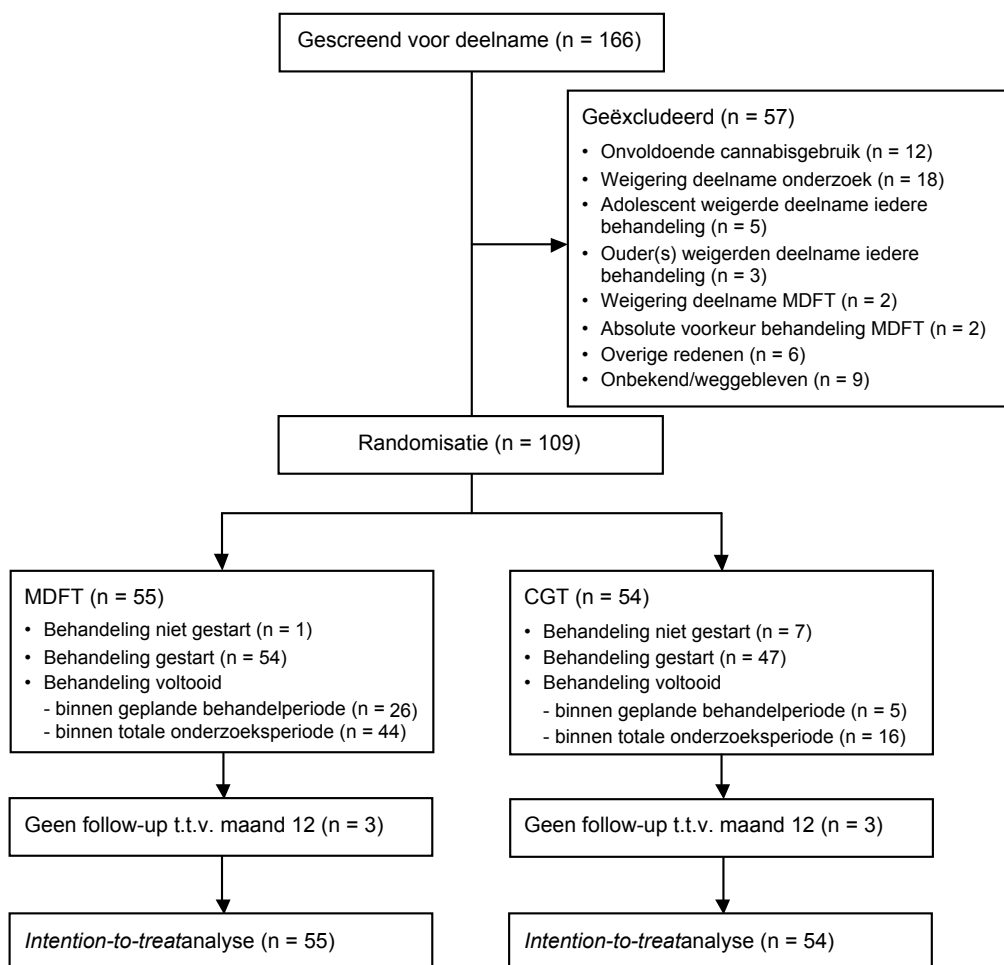 Gescreend voor deelname (n = 166)
Geëxcludeerd (n = 57)
• Onvoldoende cannabisgebruik (n = 12)
• Weigering deelname onderzoek (n = 18)
• Adolescent weigerde deelname iedere
behandeling (n = 5)
• Ouder(s) weigerden deelname iedere
behandeling (n = 3)
• Weigering deelname MDFT (n = 2)
• Absolute voorkeur behandeling MDFT (n = 2)
• Overige redenen (n = 6)
• Onbekend/weggebleven (n = 9)
Randomisatie (n = 109)
MDFT (n = 55)
• Behandeling niet gestart (n = 1)
• Behandeling gestart (n = 54)
• Behandeling voltooid
- binnen geplande behandelperiode (n = 26)
- binnen totale onderzoeksperiode (n = 44)
CGT (n = 54)
• Behandeling niet gestart (n = 7)
• Behandeling gestart (n = 47)
• Behandeling voltooid
- binnen geplande behandelperiode (n = 5)
- binnen totale onderzoeksperiode (n = 16)
Geen follow-up t.t.v. maand 12 (n = 3)
Geen follow-up t.t.v. maand 12 (n = 3)
Intention-to-treatanalyse (n = 55)
Intention-to-treatanalyse (n = 54)